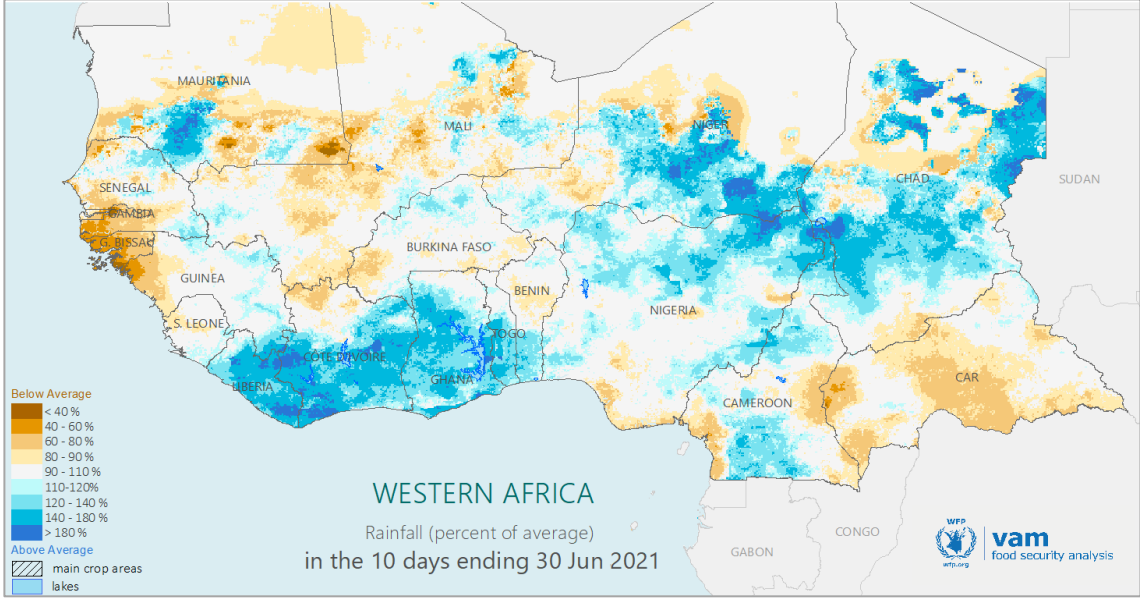 MAURITANIA
MALI
NIGER
CHAD
SUDAN
SENEGAL
GAMBIA
G. BISSAU
BURKINA FASO
GUINEA
BENIN
NIGERIA
S. LEONE
TOGO
COTE D'IVOIRE
GHANA
LIBERIA
CAR
CAMEROON
GABON
CONGO
Below Average
< 40 %
40 - 60 %
60 - 80 %
80 - 90 %
90 - 110 %
110-120%
120 - 140 %
140 - 180 %
> 180 %
Above Average
main crop areas
lakes
WESTERN AFRICA
Rainfall (percent of average)
in the 10 days ending 30 Jun 2021
WFP
wfp.org
vam
food security analysis